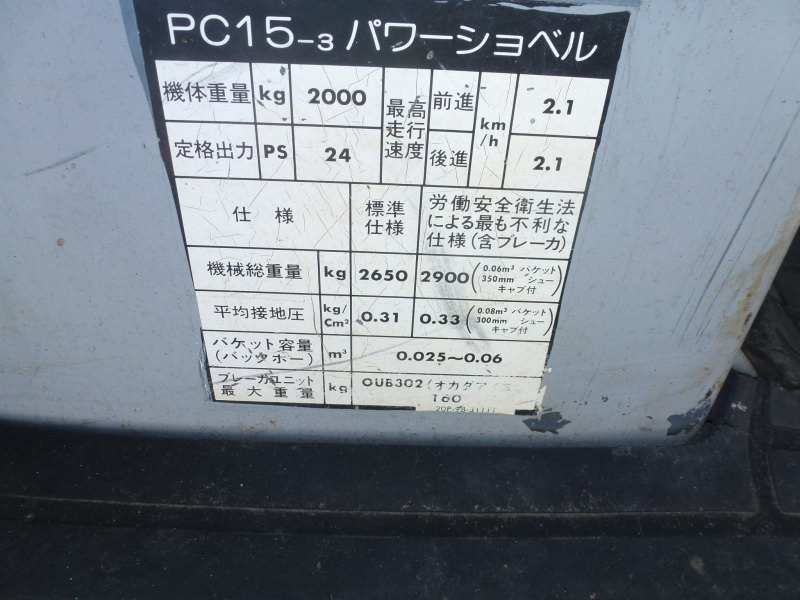 PC15-3 パワーショベル
機体重量 kg 2000 最高走行速度 前進 km/h 2.1
定格出力 PS 24 後進 2.1
仕様 標準仕様 労働安全衛生法による最も不利な仕様(含ブレーカ)
機械総重量 kg 2650 2900 (0.06m³ バケット 350mm シュー キャブ付)
平均接地圧 kg/Cm² 0.31 0.33 (0.08m³ バケット 300mm シュー キャブ付)
バケット容量(バックホー) m³ 0.025~0.06
ブレーカユニット最大重量 kg OUB302(オカダア
160